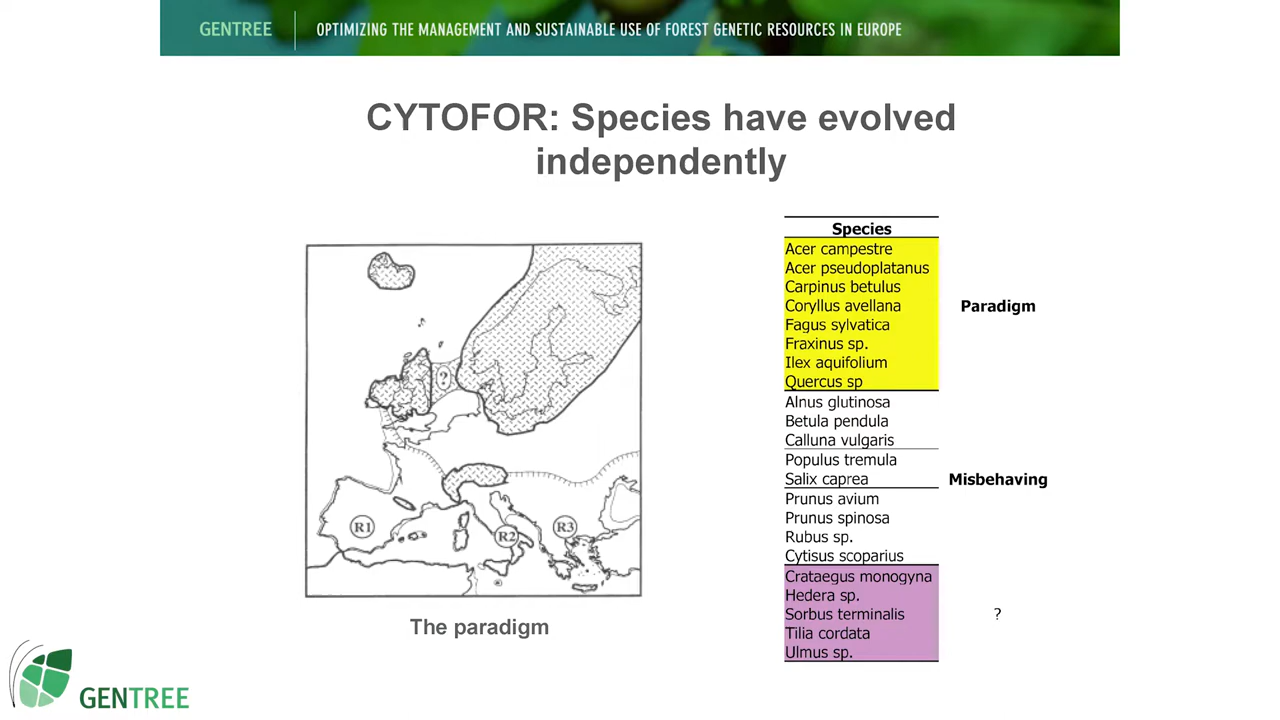 GENTREE
OPTIMIZING THE MANAGEMENT AND SUSTAINABLE USE OF FOREST GENETIC RESOURCES IN EUROPE
CYTOFOR: Species have evolved
independently
?
R1
R2
R3
The paradigm
Species
Acer campestre
Acer pseudoplatanus
Carpinus betulus
Coryllus avellana
Fagus sylvatica
Fraxinus sp.
Ilex aquifolium
Quercus sp
Paradigm
Alnus glutinosa
Betula pendula
Calluna vulgaris
Populus tremula
Salix caprea
Misbehaving
Prunus avium
Prunus spinosa
Rubus sp.
Cytisus scoparius
Crataegus monogyna
Hedera sp.
Sorbus terminalis
Tilia cordata
Ulmus sp.
?
GENTREE